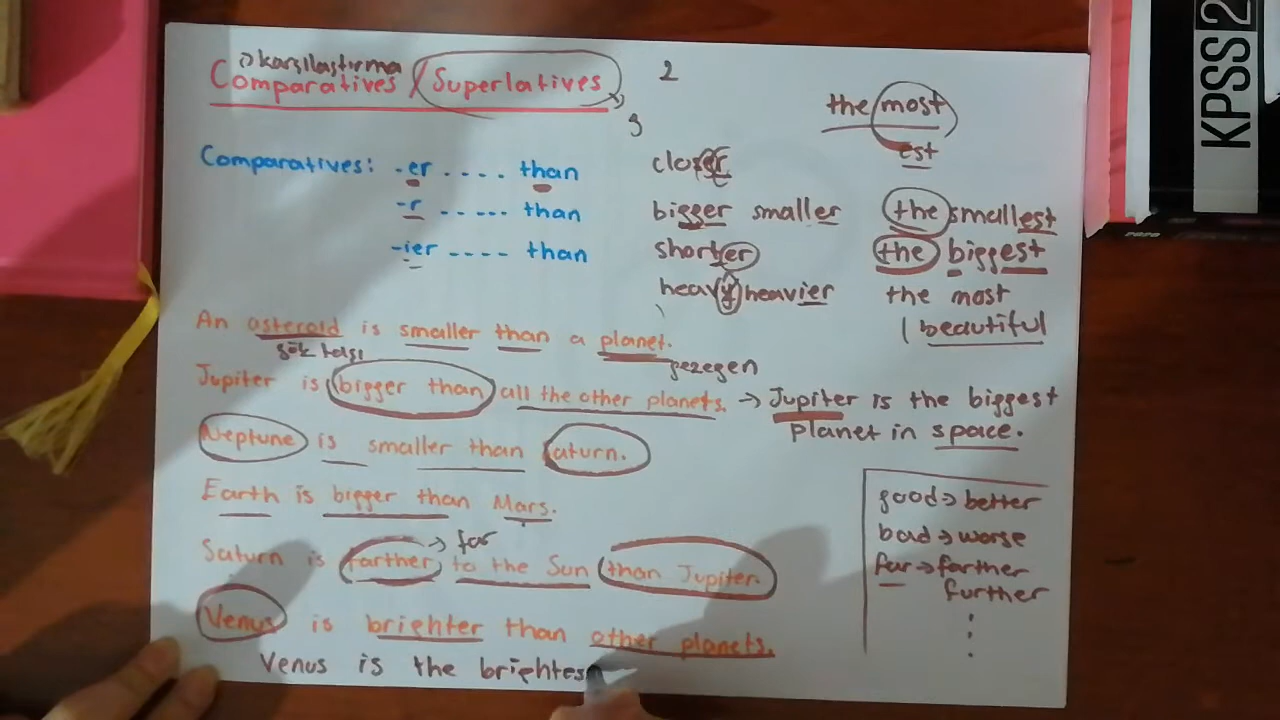 →karşılaştırma
Comparatives / Superlatives
2
3
the most
est
Comparatives: -er .... than
-r ..... than
-ier .... than
closer
bigger smaller
shorter
heavy heavier
the smallest
the biggest
the most
beautiful
An asteroid is smaller than a planet.
gezegen
Jupiter is bigger than all the other planets. → Jupiter is the biggest
planet in space.
Neptune is smaller than Saturn.
Earth is bigger than Mars.
→ far
Saturn is farther to the Sun than Jupiter.
Venus is brighter than other planets.
Venus is the brightes
good → better
bad → worse
far → farther
further
KPSS 2